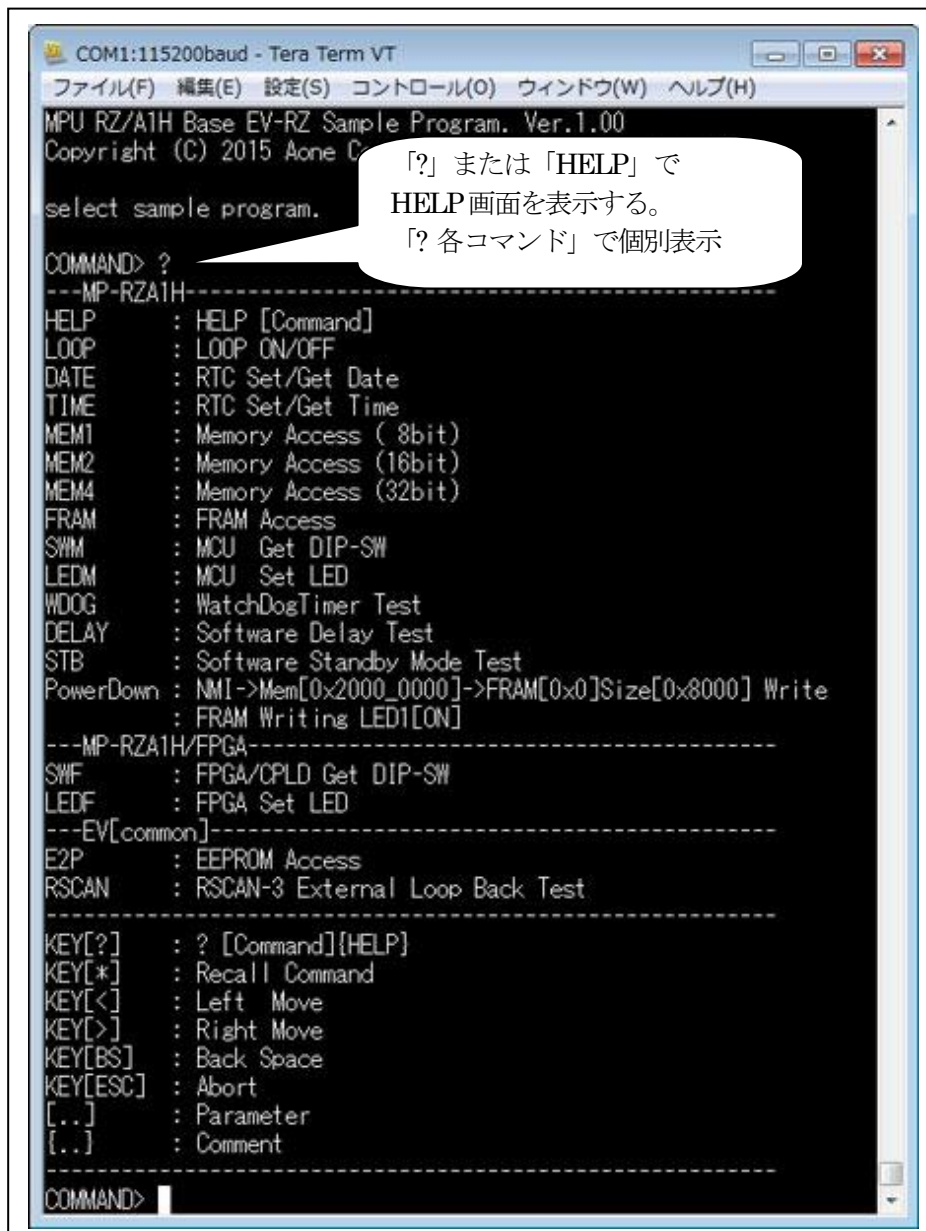 COM1:115200baud - Tera Term VT
ファイル(F) 編集(E) 設定(S) コントロール(O) ウィンドウ(W) ヘルプ(H)
MPU RZ/A1H Base EV-RZ Sample Program. Ver.1.00
Copyright (C) 2015 Aone C
select sample program.
「?」または「HELP」で
HELP画面を表示する。
「? 各コマンド」で個別表示
COMMAND> ?
---MP-RZA1H------------------------------------------------
HELP : HELP [Command]
LOOP : LOOP ON/OFF
DATE : RTC Set/Get Date
TIME : RTC Set/Get Time
MEM1 : Memory Access ( 8bit)
MEM2 : Memory Access (16bit)
MEM4 : Memory Access (32bit)
FRAM : FRAM Access
SWM : MCU Get DIP-SW
LEDM : MCU Set LED
WDOG : WatchDogTimer Test
DELAY : Software Delay Test
STB : Software Standby Mode Test
PowerDown : NMI->Mem[0x2000_0000]->FRAM[0x0]Size[0x8000] Write
: FRAM Writing LED1[ON]
---MP-RZA1H/FPGA-------------------------------------------
SWF : FPGA/CPLD Get DIP-SW
LEDF : FPGA Set LED
---EV[common]----------------------------------------------
E2P : EEPROM Access
RSCAN : RSCAN-3 External Loop Back Test
-----------------------------------------------------------
KEY[?] : ? [Command]{HELP}
KEY[*] : Recall Command
KEY[<] : Left Move
KEY[>] : Right Move
KEY[BS] : Back Space
KEY[ESC] : Abort
[..] : Parameter
{..} : Comment
-----------------------------------------------------------
COMMAND>